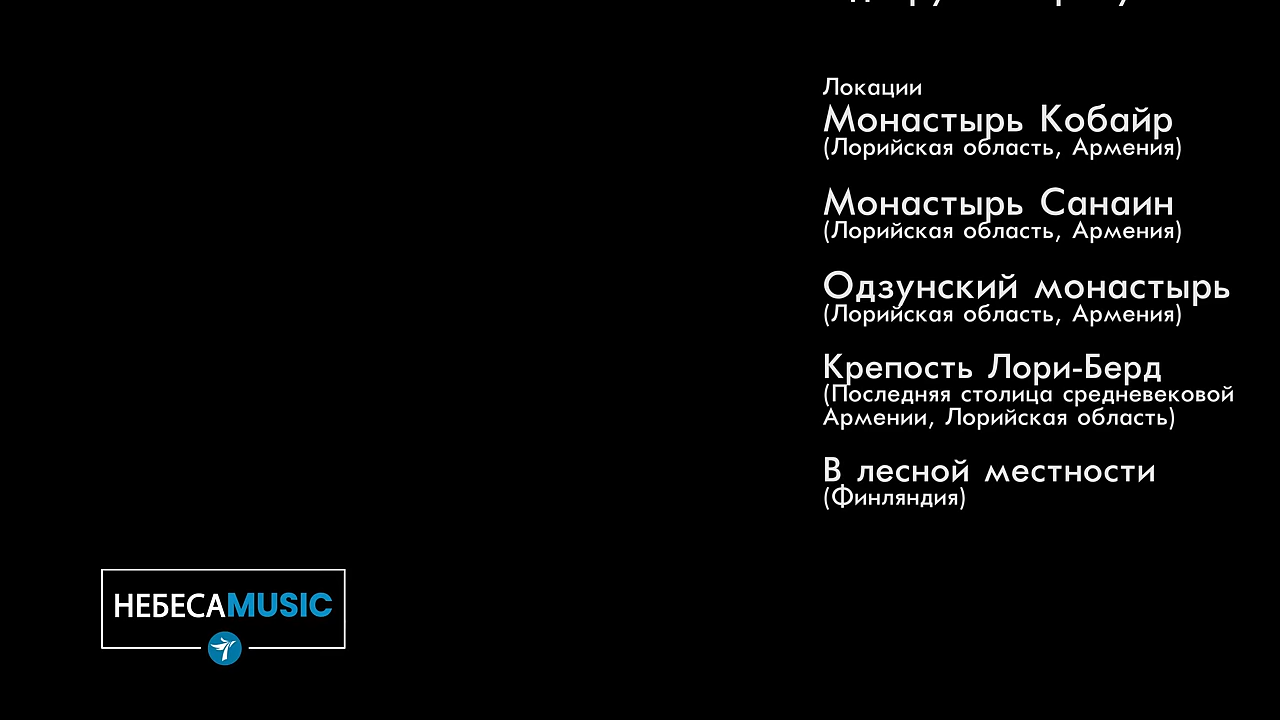 Локации
Монастырь Кобайр
(Лорийская область, Армения)
Монастырь Санаин
(Лорийская область, Армения)
Одзунский монастырь
(Лорийская область, Армения)
Крепость Лори-Берд
(Последняя столица средневековой
Армении, Лорийская область)
В лесной местности
(Финляндия)
НЕБЕСАMUSIC